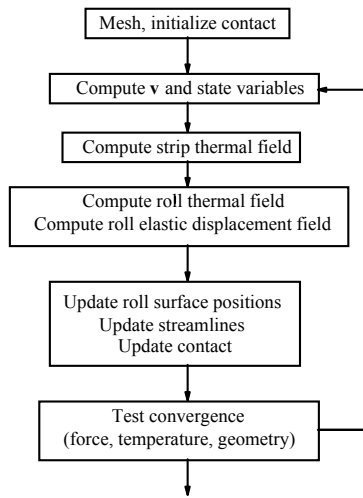 Mesh, initialize contact
Compute v and state variables
Compute strip thermal field
Compute roll thermal field
Compute roll elastic displacement field
Update roll surface positions
Update streamlines
Update contact
Test convergence
(force, temperature, geometry)